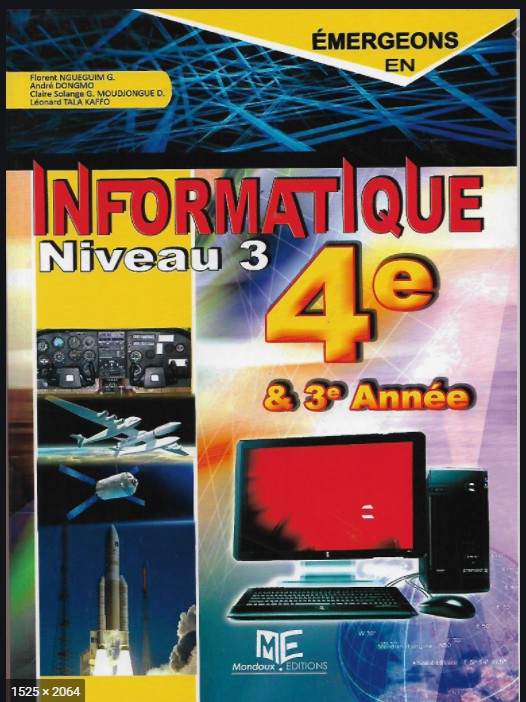 ÉMERGEONS
EN
Florent NGUEGUIM G.
André DONGMO
Claire Solange G. MOUDJONGUE D.
Léonard TALA KAFFO
INFORMATIQUE
Niveau 3
4e
& 3e Année
ME
Mondoux EDITIONS
1525 × 2064